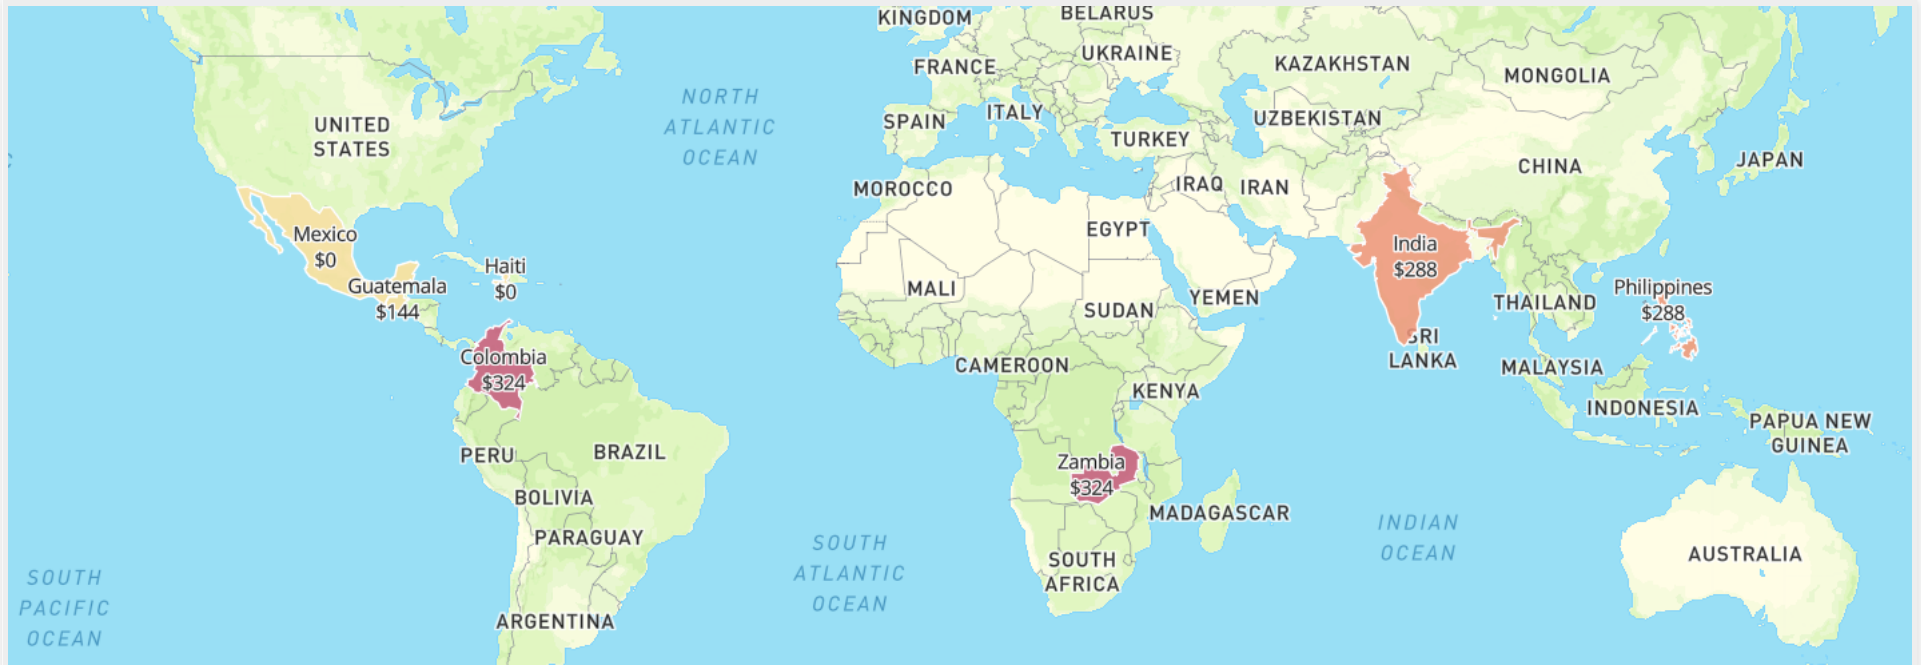 KINGDOM
BELARUS
UKRAINE
FRANCE
KAZAKHSTAN
MONGOLIA
NORTH
ATLANTIC
OCEAN
UNITED
STATES
SPAIN
ITALY
UZBEKISTAN
TURKEY
JAPAN
CHINA
MOROCCO
IRAQ
IRAN
EGYPT
Mexico
$0
India
$288
Haiti
$0
Guatemala
$144
MALI
SUDAN
YEMEN
THAILAND
Philippines
$288
SRI
LANKA
Colombia
$324
CAMEROON
KENYA
MALAYSIA
INDONESIA
PAPUA NEW
GUINEA
PERU
BRAZIL
Zambia
$324
BOLIVIA
MADAGASCAR
PARAGUAY
SOUTH
ATLANTIC
OCEAN
SOUTH
AFRICA
INDIAN
OCEAN
AUSTRALIA
SOUTH
PACIFIC
OCEAN
ARGENTINA